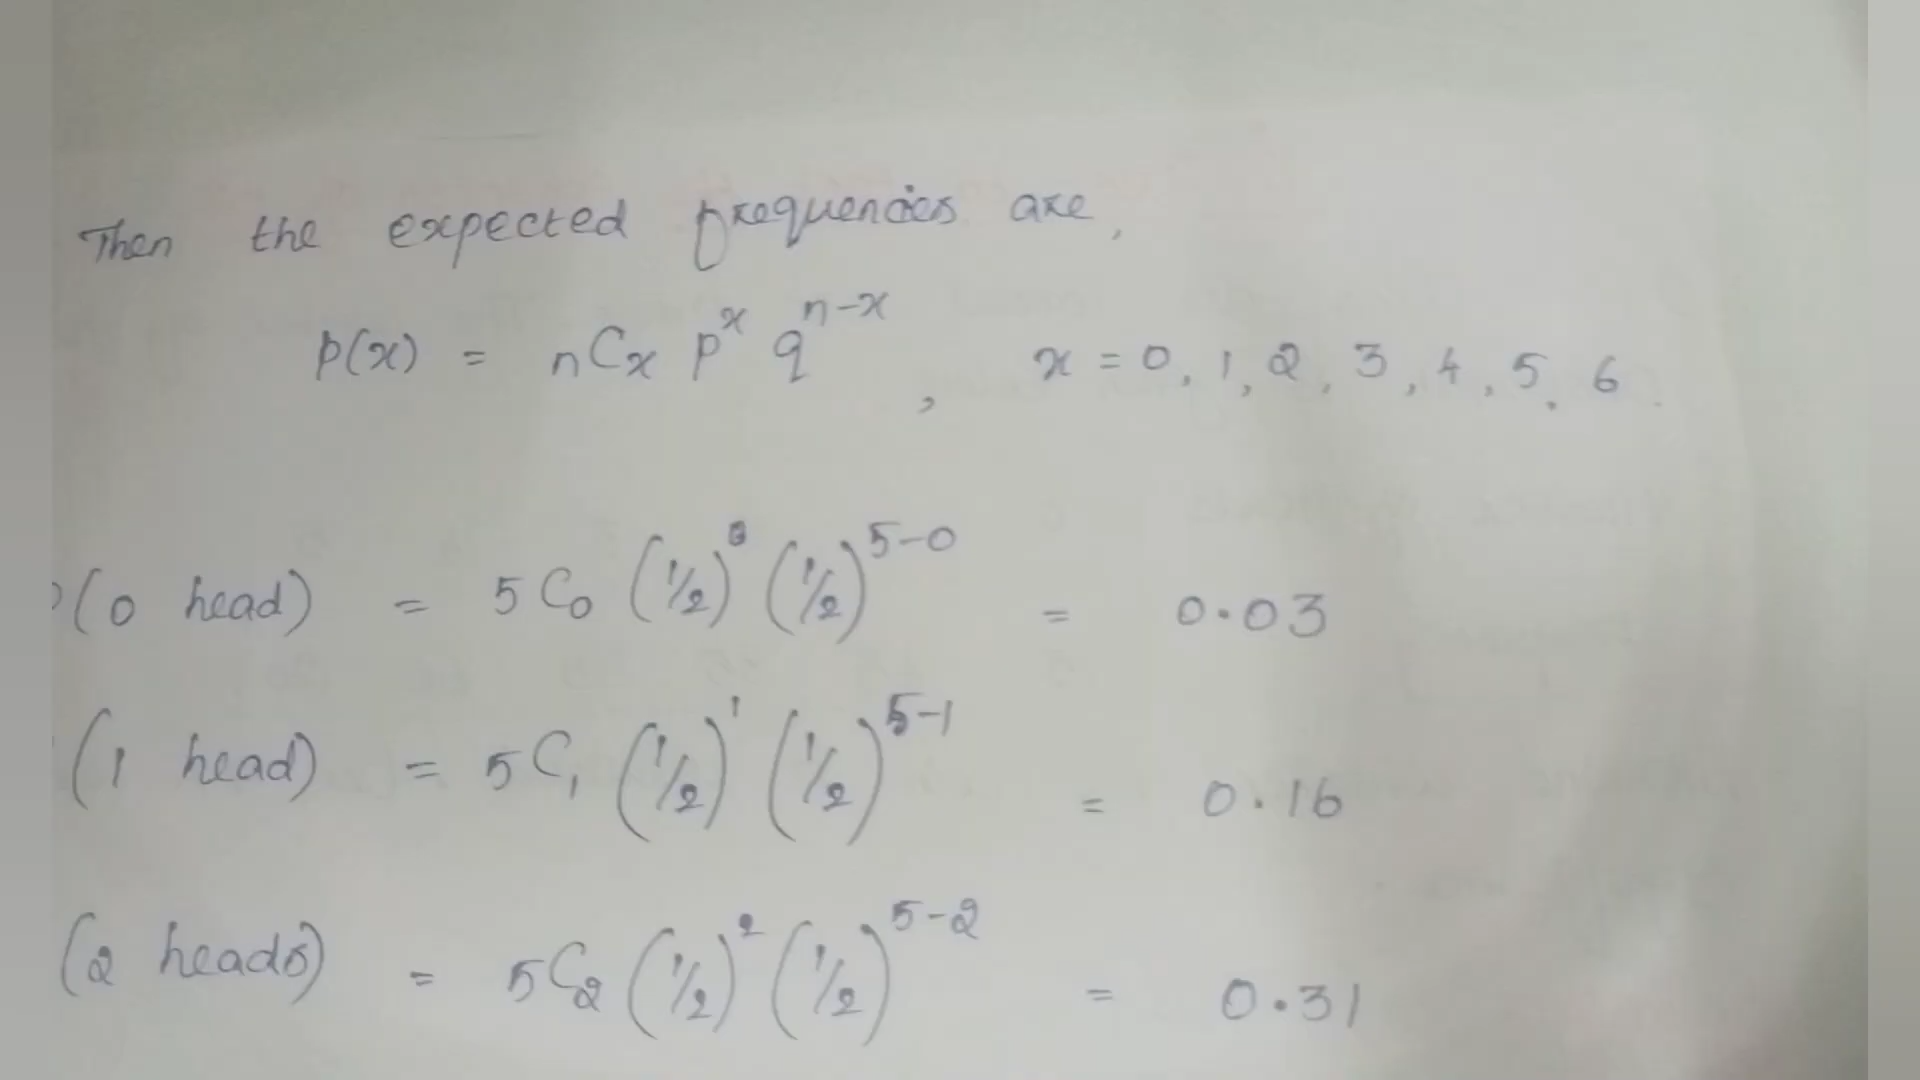 Then the expected frequencies are,
p(x) = nCx p^x q^(n-x) , x = 0, 1, 2, 3, 4, 5. 6
(0 head) = 5C0 (1/2)^0 (1/2)^(5-0) = 0.03
(1 head) = 5C1 (1/2)^1 (1/2)^(5-1) = 0.16
(2 heads) = 5C2 (1/2)^2 (1/2)^(5-2) = 0.31